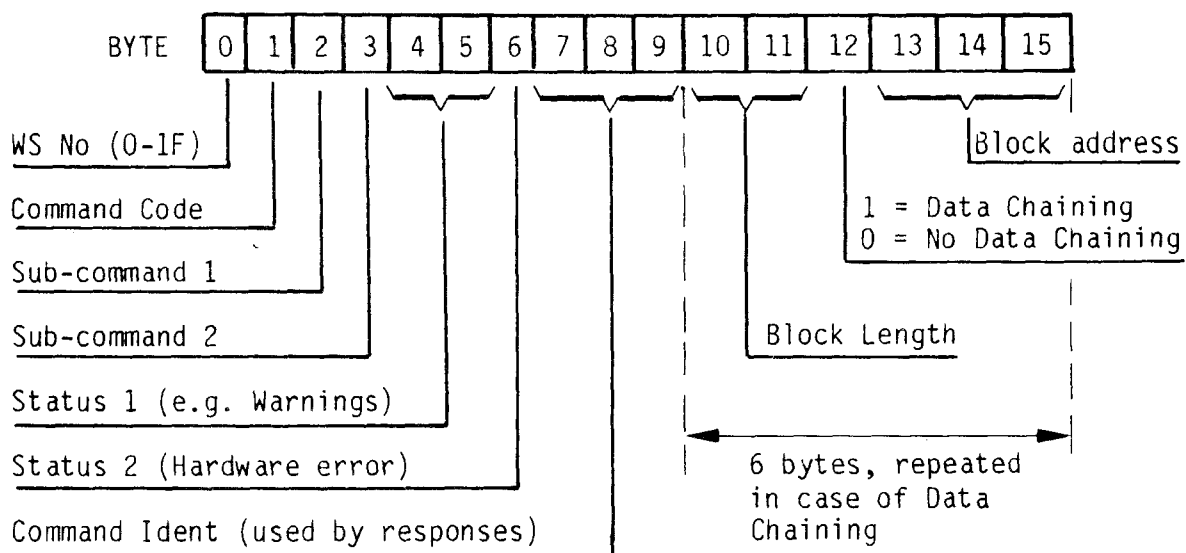 BYTE 0 1 2 3 4 5 6 7 8 9 10 11 12 13 14 15
WS No (0-1F)
Block address
Command Code
1 = Data Chaining
0 = No Data Chaining
Sub-command 1
Sub-command 2
Block Length
Status 1 (e.g. Warnings)
Status 2 (Hardware error)
6 bytes, repeated
in case of Data
Chaining
Command Ident (used by responses)